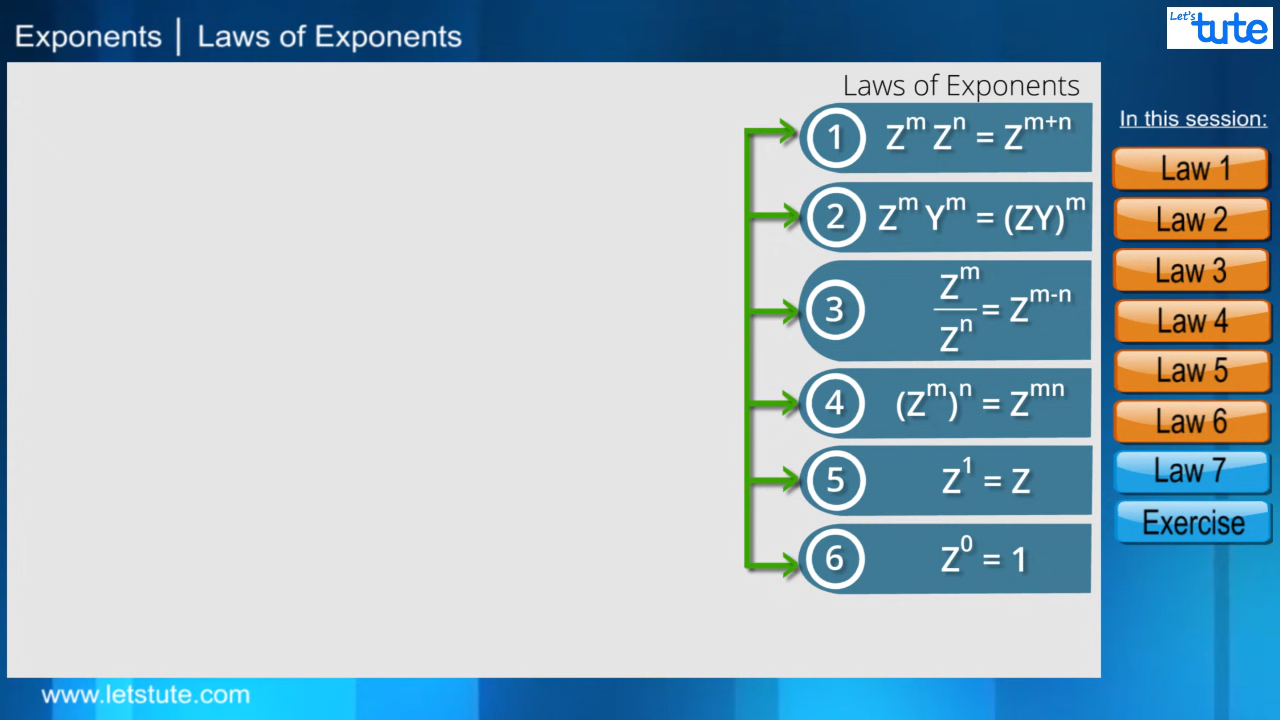 Exponents | Laws of Exponents
Let's tute
Laws of Exponents
1 Z^m Z^n = Z^(m+n)
2 Z^m Y^m = (ZY)^m
3 Z^m / Z^n = Z^(m-n)
4 (Z^m)^n = Z^(mn)
5 Z^1 = Z
6 Z^0 = 1
In this session:
Law 1
Law 2
Law 3
Law 4
Law 5
Law 6
Law 7
Exercise
www.letstute.com